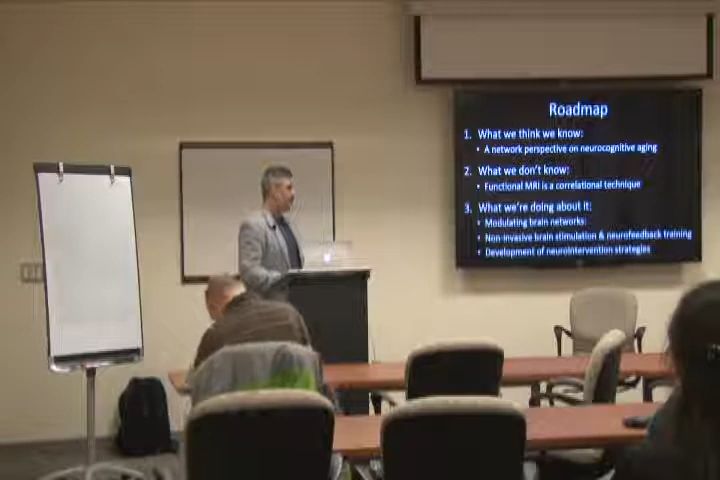 Roadmap
1. What we think we know:
• A network perspective on neurocognitive aging
2. What we don't know:
• Functional MRI is a correlational technique
3. What we're doing about it:
• Modulating brain networks:
• Non-invasive brain stimulation & neurofeedback training
• Development of neurointervention strategies